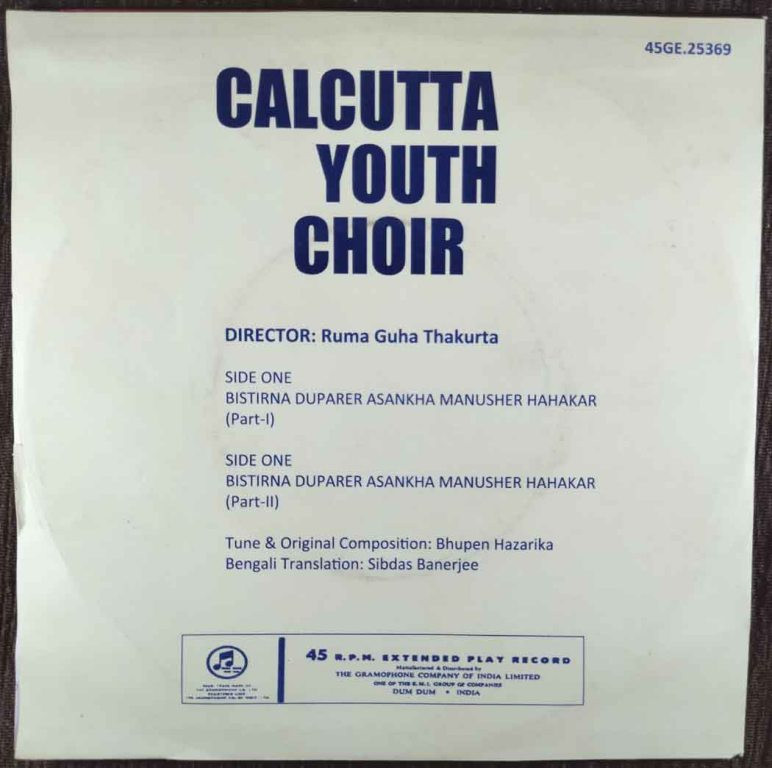 45GE.25369
CALCUTTA
YOUTH
CHOIR
DIRECTOR: Ruma Guha Thakurta
SIDE ONE
BISTIRNA DUPARER ASANKHA MANUSHER HAHAKAR
(Part-I)
SIDE ONE
BISTIRNA DUPARER ASANKHA MANUSHER HAHAKAR
(Part-II)
Tune & Original Composition: Bhupen Hazarika
Bengali Translation: Sibdas Banerjee
45 R.P.M. EXTENDED PLAY RECORD
Manufactured & Distributed by
THE GRAMOPHONE COMPANY OF INDIA LIMITED
ONE OF THE E.M.I. GROUP OF COMPANIES
DUM DUM • INDIA